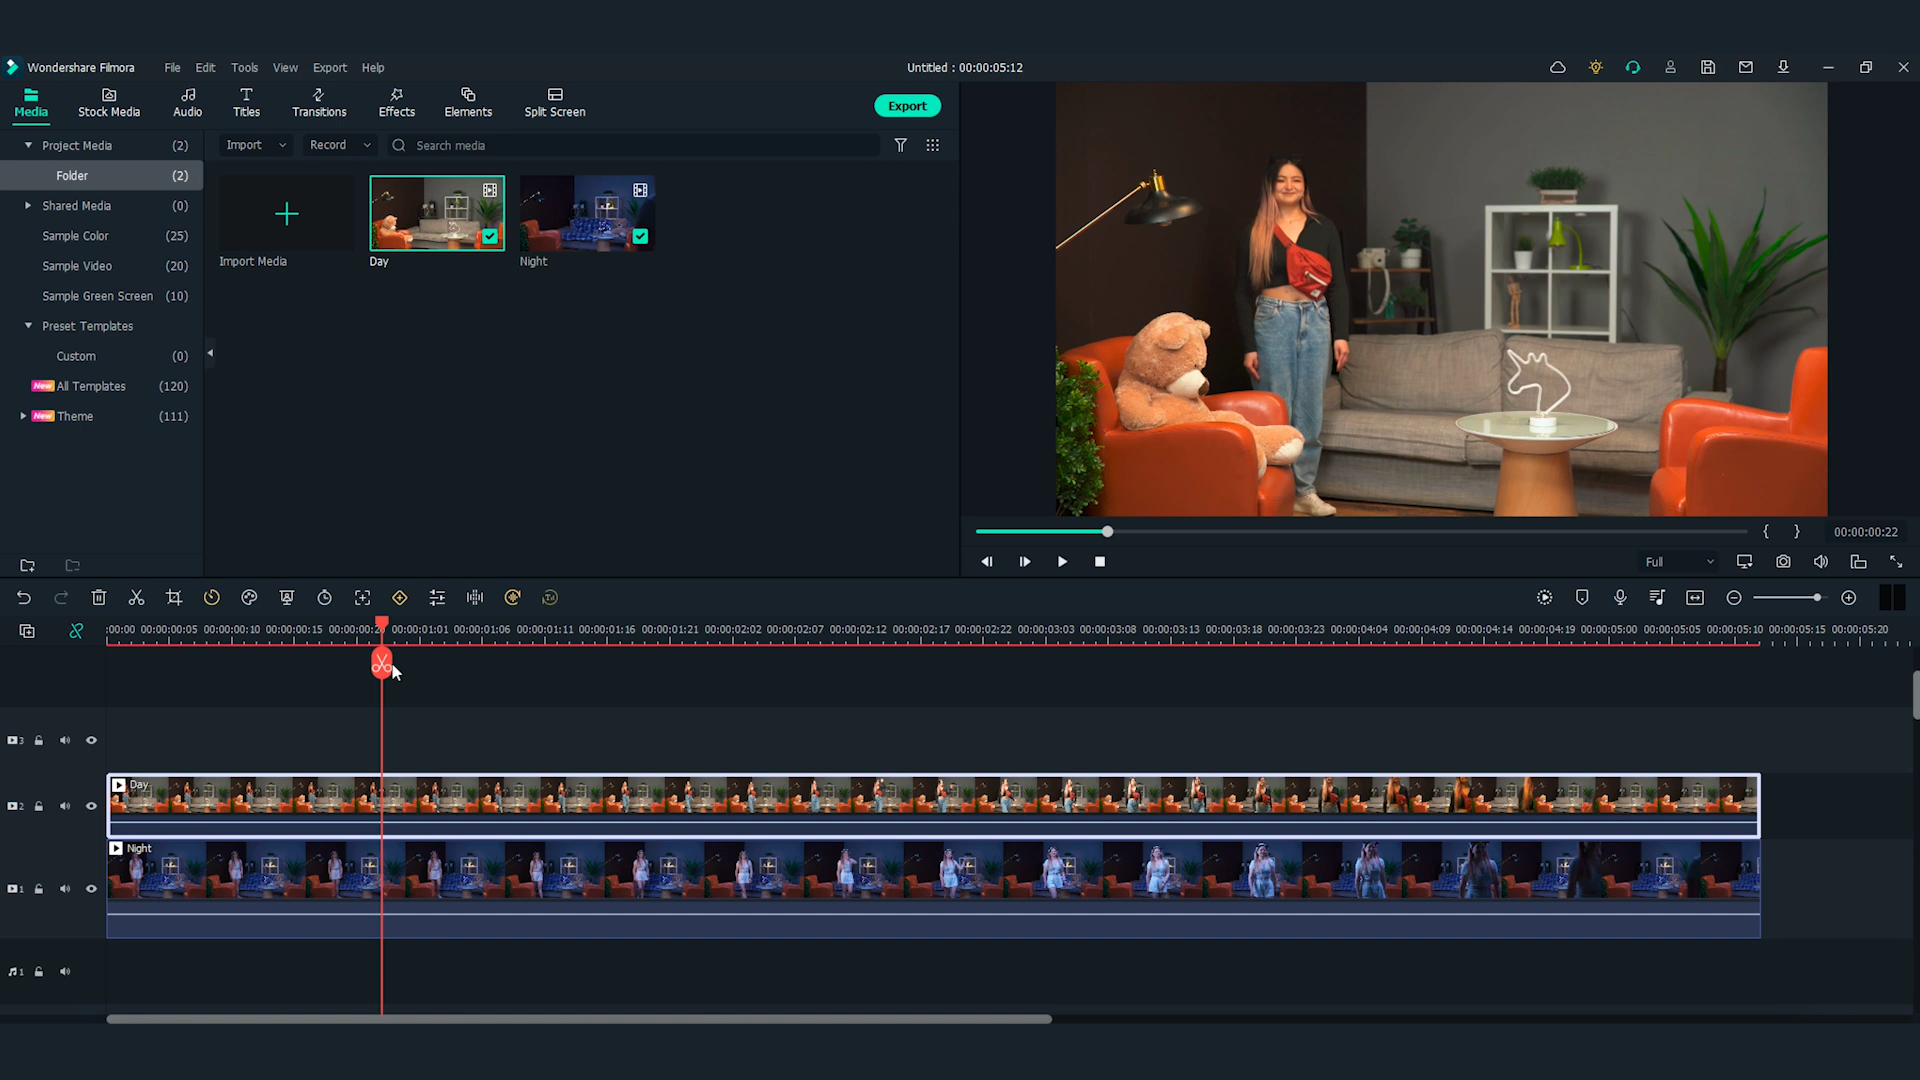 Wondershare Filmora File Edit Tools View Export Help Untitled : 00:00:05:12
Media Stock Media Audio Titles Transitions Effects Elements Split Screen Export
Project Media (2) Import Record Search media
Folder (2)
Shared Media (0)
Sample Color (25)
Sample Video (20)
Import Media Day Night
Sample Green Screen (10)
Preset Templates
Custom (0)
New All Templates (120)
New Theme (111)
{ } 00:00:00:22
Full
:00:00 00:00:00:05 00:00:00:10 00:00:00:15 00:00:00:2 00:00:01:01 00:00:01:06 00:00:01:11 00:00:01:16 00:00:01:21 00:00:02:02 00:00:02:07 00:00:02:12 00:00:02:17 00:00:02:22 00:00:03:03 00:00:03:08 00:00:03:13 00:00:03:18 00:00:03:23 00:00:04:04 00:00:04:09 00:00:04:14 00:00:04:19 00:00:05:00 00:00:05:05 00:00:05:10 00:00:05:15 00:00:05:20
3
Day
2
Night
1
1